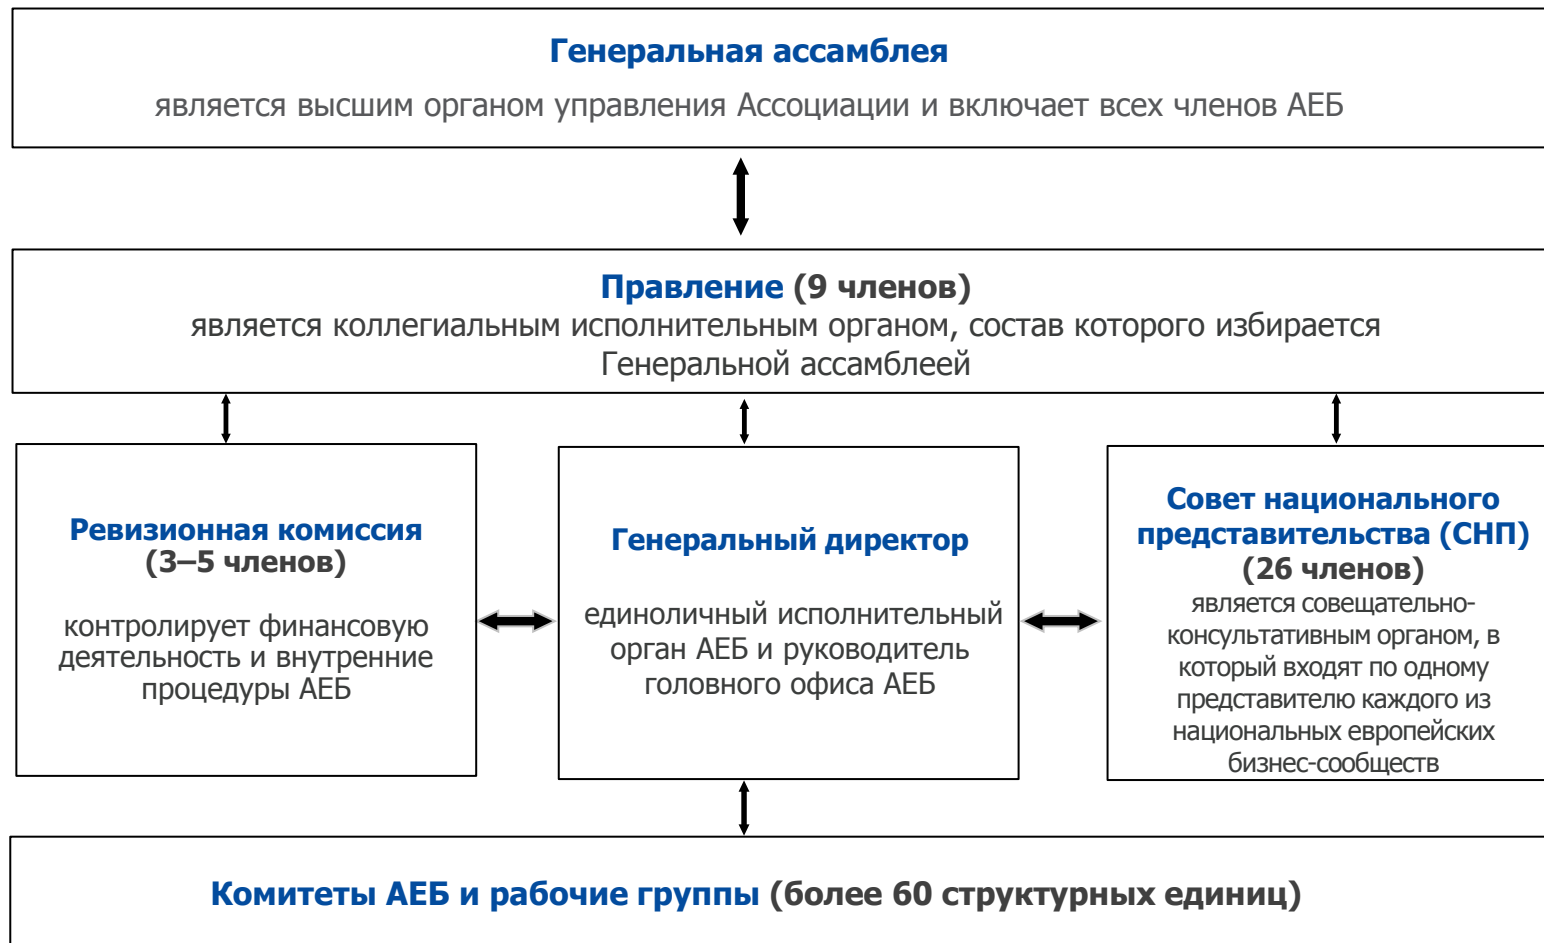 Генеральная ассамблея
является высшим органом управления Ассоциации и включает всех членов АЕБ
Правление (9 членов)
является коллегиальным исполнительным органом, состав которого избирается
Генеральной ассамблеей
Ревизионная комиссия
(3–5 членов)
контролирует финансовую
деятельность и внутренние
процедуры АЕБ
Генеральный директор
единоличный исполнительный
орган АЕБ и руководитель
головного офиса АЕБ
Совет национального
представительства (СНП)
(26 членов)
является совещательно-
консультативным органом, в
который входят по одному
представителю каждого из
национальных европейских
бизнес-сообществ
Комитеты АЕБ и рабочие группы (более 60 структурных единиц)